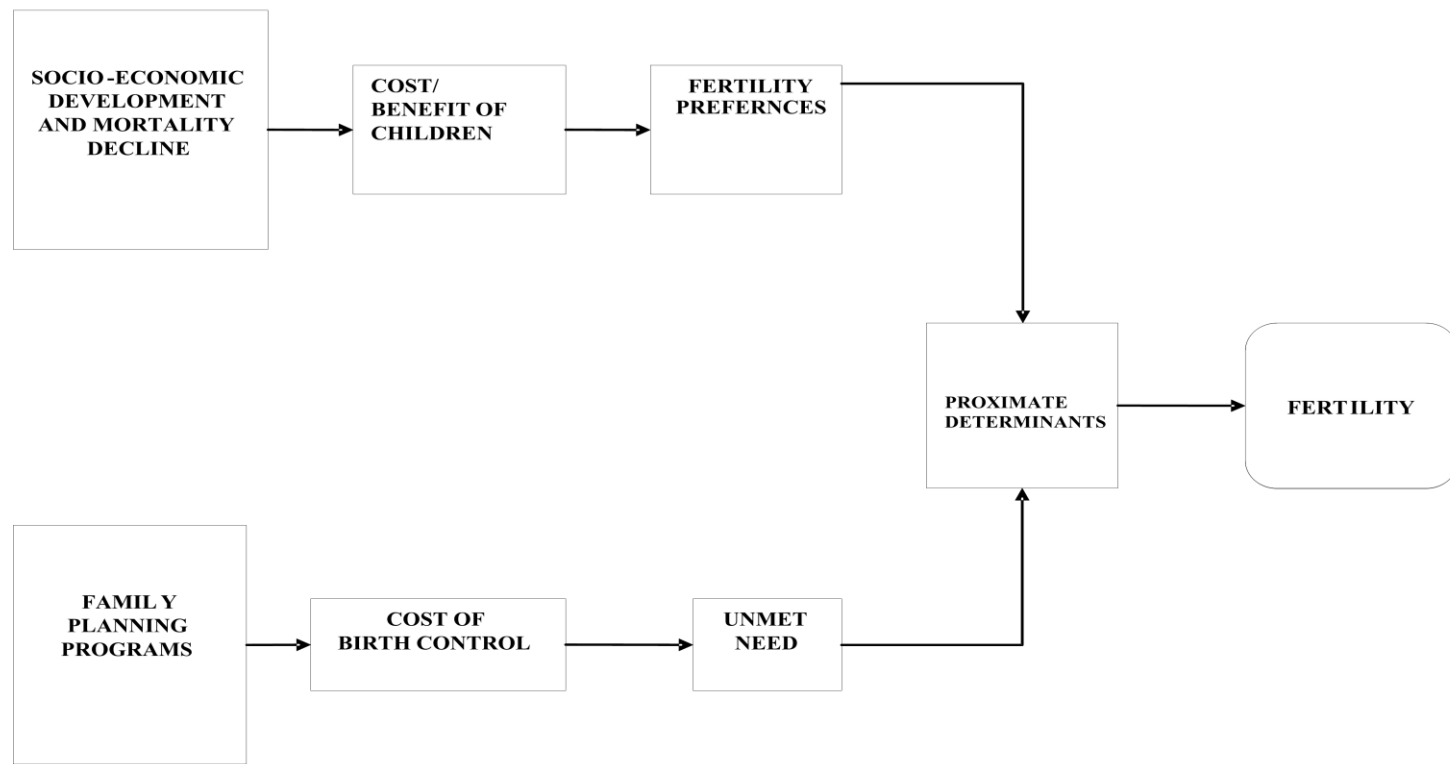 SOCIO-ECONOMIC
DEVELOPMENT
AND MORTALITY
DECLINE
COST/
BENEFIT OF
CHILDREN
FERTILITY
PREFERNCES
PROXIMATE
DETERMINANTS
FERTILITY
FAMILY
PLANNING
PROGRAMS
COST OF
BIRTH CONTROL
UNMET
NEED